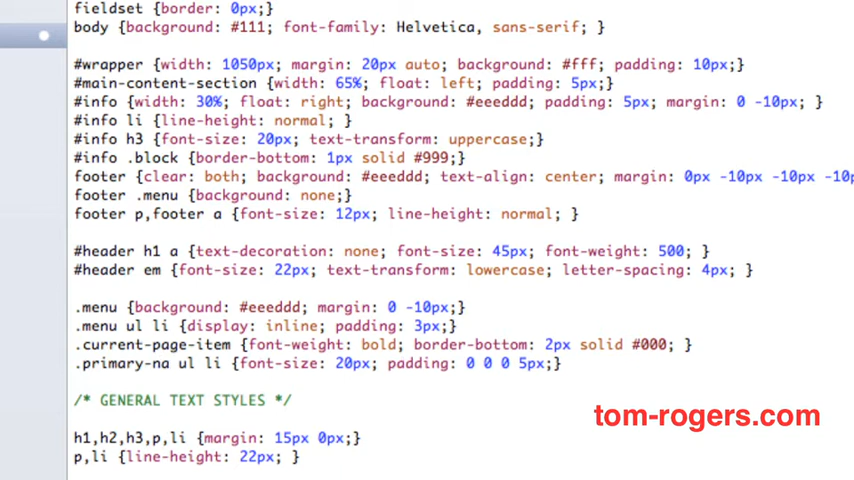 fieldset {border: 0px;}
body {background: #111; font-family: Helvetica, sans-serif; }
#wrapper {width: 1050px; margin: 20px auto; background: #fff; padding: 10px;}
#main-content-section {width: 65%; float: left; padding: 5px;}
#info {width: 30%; float: right; background: #eeeddd; padding: 5px; margin: 0 -10px; }
#info li {line-height: normal; }
#info h3 {font-size: 20px; text-transform: uppercase;}
#info .block {border-bottom: 1px solid #999;}
footer {clear: both; background: #eeeddd; text-align: center; margin: 0px -10px -10px -10p
footer .menu {background: none;}
footer p,footer a {font-size: 12px; line-height: normal; }
#header h1 a {text-decoration: none; font-size: 45px; font-weight: 500; }
#header em {font-size: 22px; text-transform: lowercase; letter-spacing: 4px; }
.menu {background: #eeeddd; margin: 0 -10px;}
.menu ul li {display: inline; padding: 3px;}
.current-page-item {font-weight: bold; border-bottom: 2px solid #000; }
.primary-na ul li {font-size: 20px; padding: 0 0 0 5px;}
/* GENERAL TEXT STYLES */
tom-rogers.com
h1,h2,h3,p,li {margin: 15px 0px;}
p,li {line-height: 22px; }